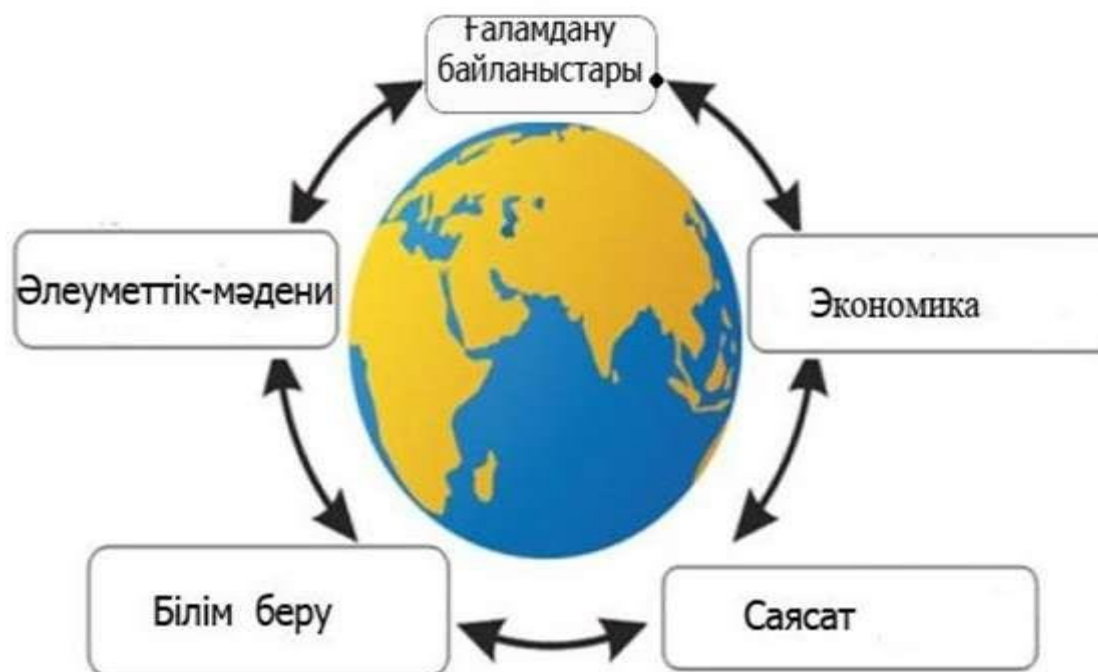 Ғаламдану
байланыстары
Әлеуметтік-мәдени
Экономика
Білім беру
Саясат